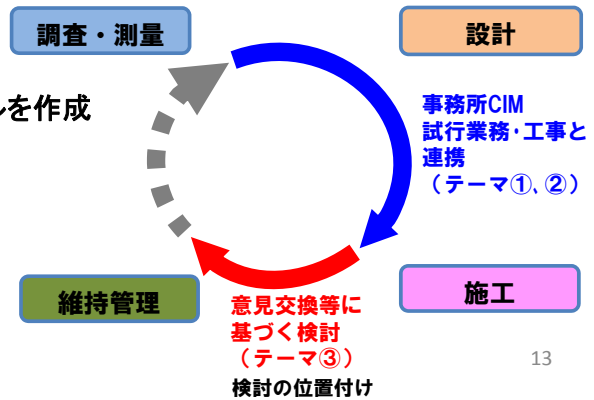 調査・測量
設計
ルを作成
事務所CIM
試行業務・工事と
連携
（テーマ①、②）
維持管理
施工
意見交換等に
基づく検討
（テーマ③）
検討の位置付け
13